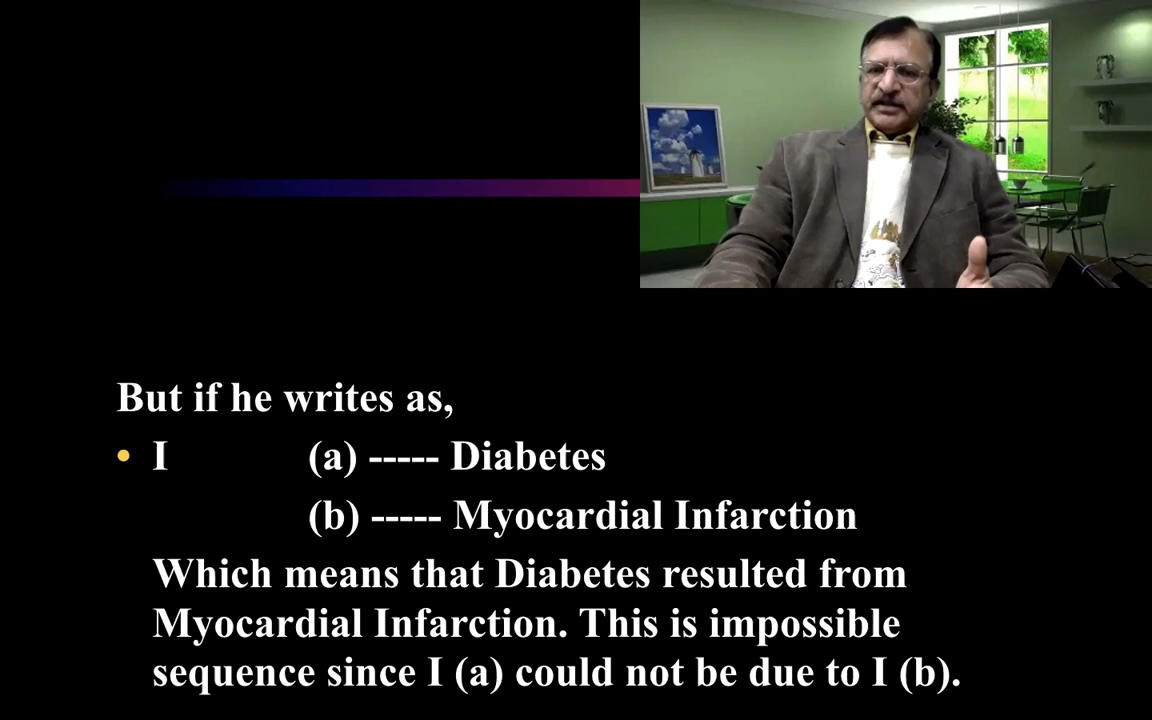 But if he writes as,
• I (a) ----- Diabetes
(b) ----- Myocardial Infarction
Which means that Diabetes resulted from
Myocardial Infarction. This is impossible
sequence since I (a) could not be due to I (b).